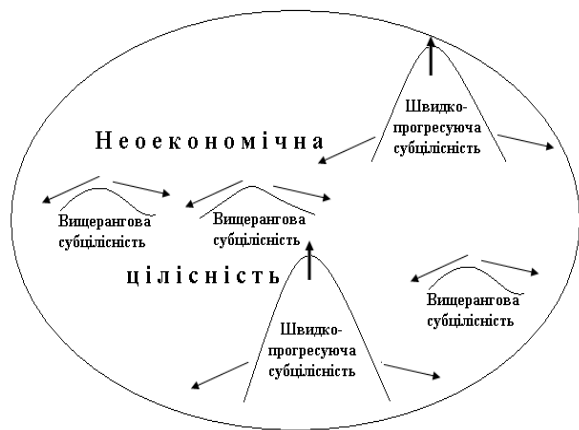 Швидко-
прогресуюча
субцілісність
Неоекономічна
Вищерангова
субцілісність
Вищерангова
субцілісність
цілісність
Вищерангова
субцілісність
Швидко-
прогресуюча
субцілісність